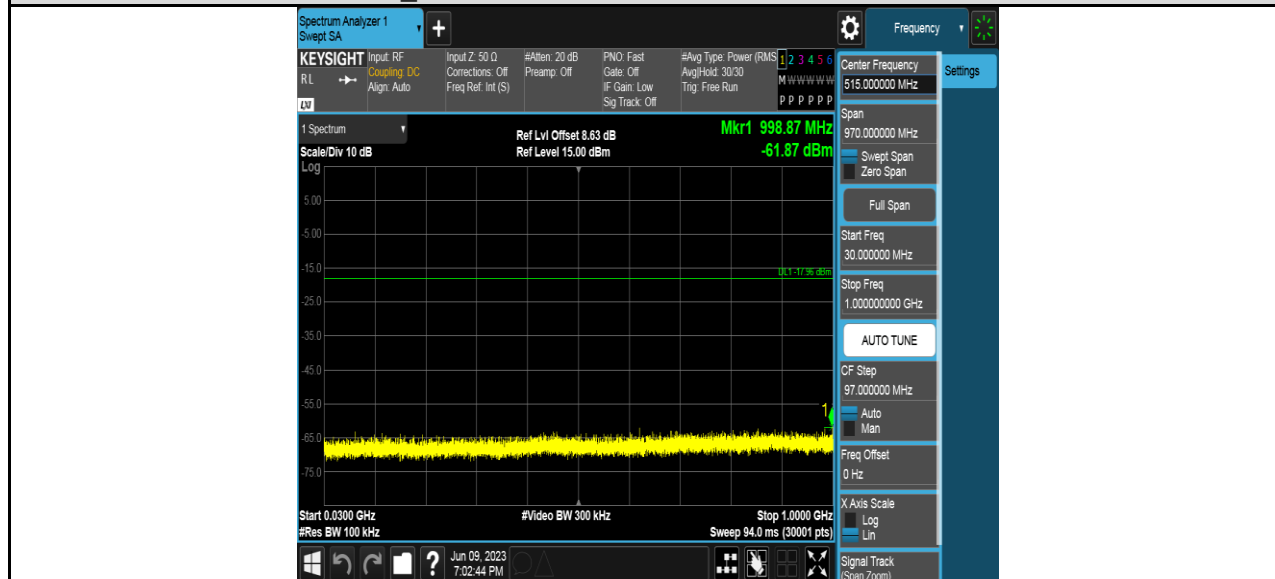 Spectrum Analyzer 1
Swept SA
+
Frequency
KEYSIGHT
R L
LXI
Input: RF
Coupling: DC
Align: Auto
Input Z: 50 Ω
Corrections: Off
Freq Ref: Int (S)
#Atten: 20 dB
Preamp: Off
PNO: Fast
Gate: Off
IF Gain: Low
Sig Track: Off
#Avg Type: Power (RMS
Avg|Hold: 30/30
Trig: Free Run
1 2 3 4 5 6
M W W W W W
P P P P P P
1 Spectrum
Scale/Div 10 dB
Log
Ref Lvl Offset 8.63 dB
Ref Level 15.00 dBm
Mkr1 998.87 MHz
-61.87 dBm
5.00
-5.00
-15.0
DL1 -17.96 dBm
-25.0
-35.0
-45.0
-55.0
1
-65.0
-75.0
Start 0.0300 GHz
#Res BW 100 kHz
#Video BW 300 kHz
Stop 1.0000 GHz
Sweep 94.0 ms (30001 pts)
?
Jun 09, 2023
7:02:44 PM
Center Frequency
515.000000 MHz
Settings
Span
970.000000 MHz
Swept Span
Zero Span
Full Span
Start Freq
30.000000 MHz
Stop Freq
1.000000000 GHz
AUTO TUNE
CF Step
97.000000 MHz
Auto
Man
Freq Offset
0 Hz
X Axis Scale
Log
Lin
Signal Track
(Span Zoom)